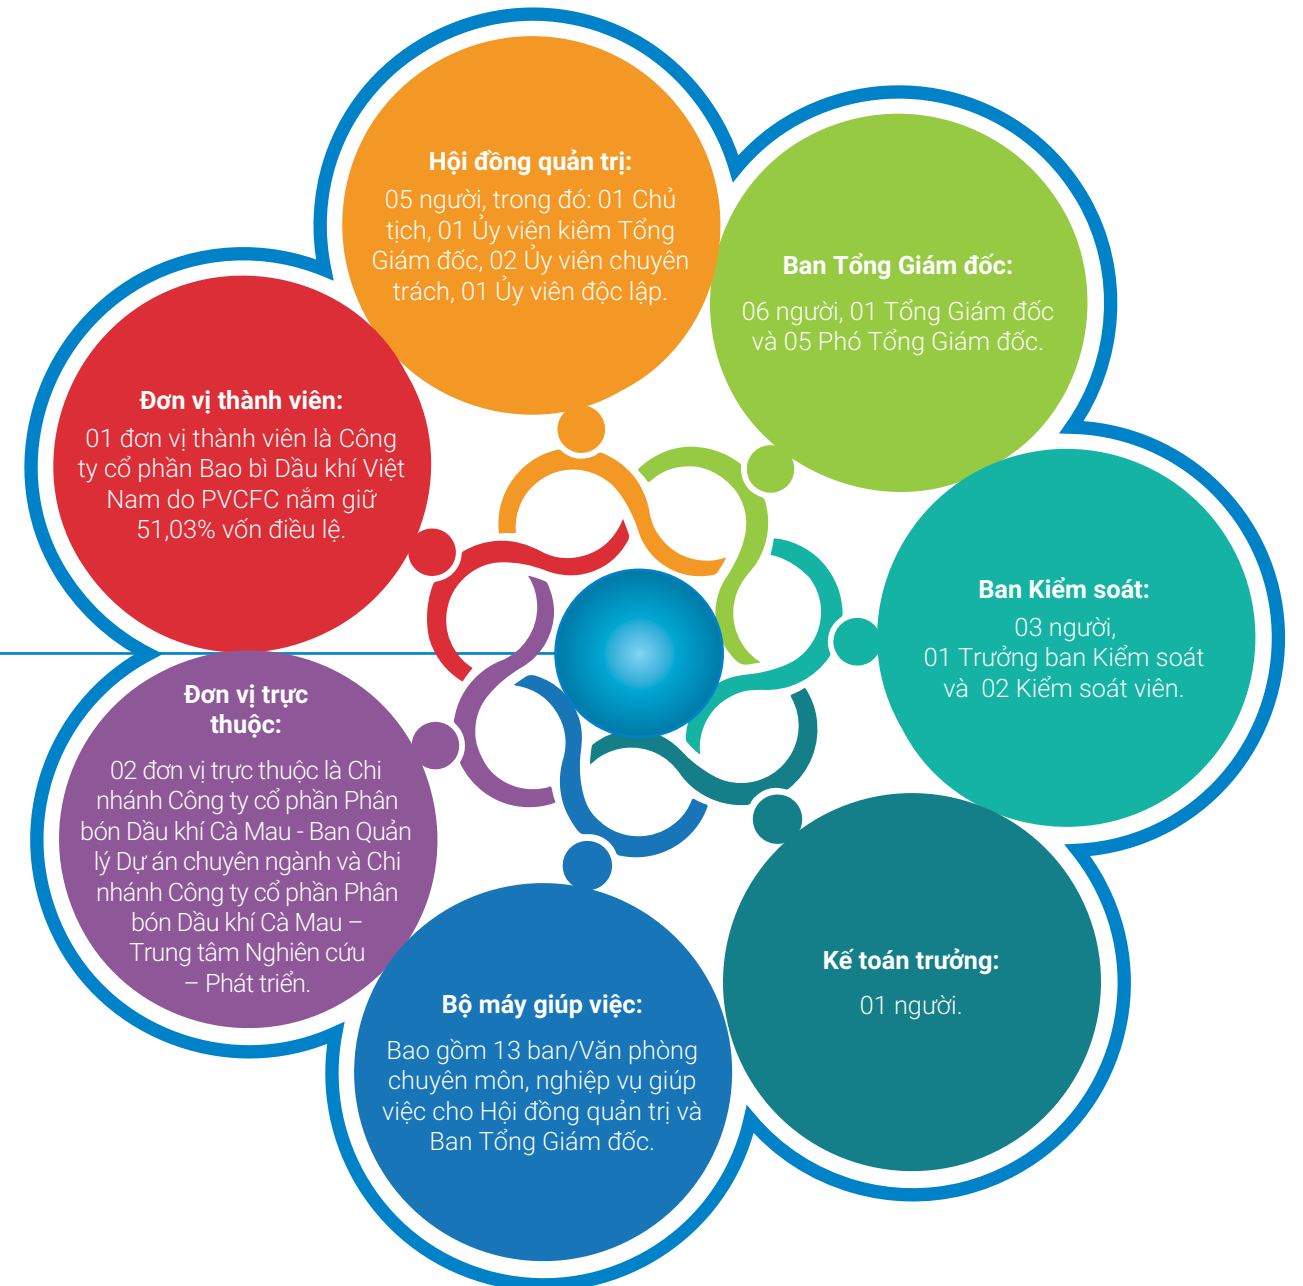 Hội đồng quản trị:
05 người, trong đó: 01 Chủ
tịch, 01 Ủy viên kiêm Tổng
Giám đốc, 02 Ủy viên chuyên
trách, 01 Ủy viên độc lập.
Ban Tổng Giám đốc:
06 người, 01 Tổng Giám đốc
và 05 Phó Tổng Giám đốc.
Ban Kiểm soát:
03 người,
01 Trưởng ban Kiểm soát
và 02 Kiểm soát viên.
Kế toán trưởng:
01 người.
Bộ máy giúp việc:
Bao gồm 13 ban/Văn phòng
chuyên môn, nghiệp vụ giúp
việc cho Hội đồng quản trị và
Ban Tổng Giám đốc.
Đơn vị trực
thuộc:
02 đơn vị trực thuộc là Chi
nhánh Công ty cổ phần Phân
bón Dầu khí Cà Mau - Ban Quản
lý Dự án chuyên ngành và Chi
nhánh Công ty cổ phần Phân
bón Dầu khí Cà Mau –
Trung tâm Nghiên cứu
– Phát triển.
Đơn vị thành viên:
01 đơn vị thành viên là Công
ty cổ phần Bao bì Dầu khí Việt
Nam do PVCFC nắm giữ
51,03% vốn điều lệ.